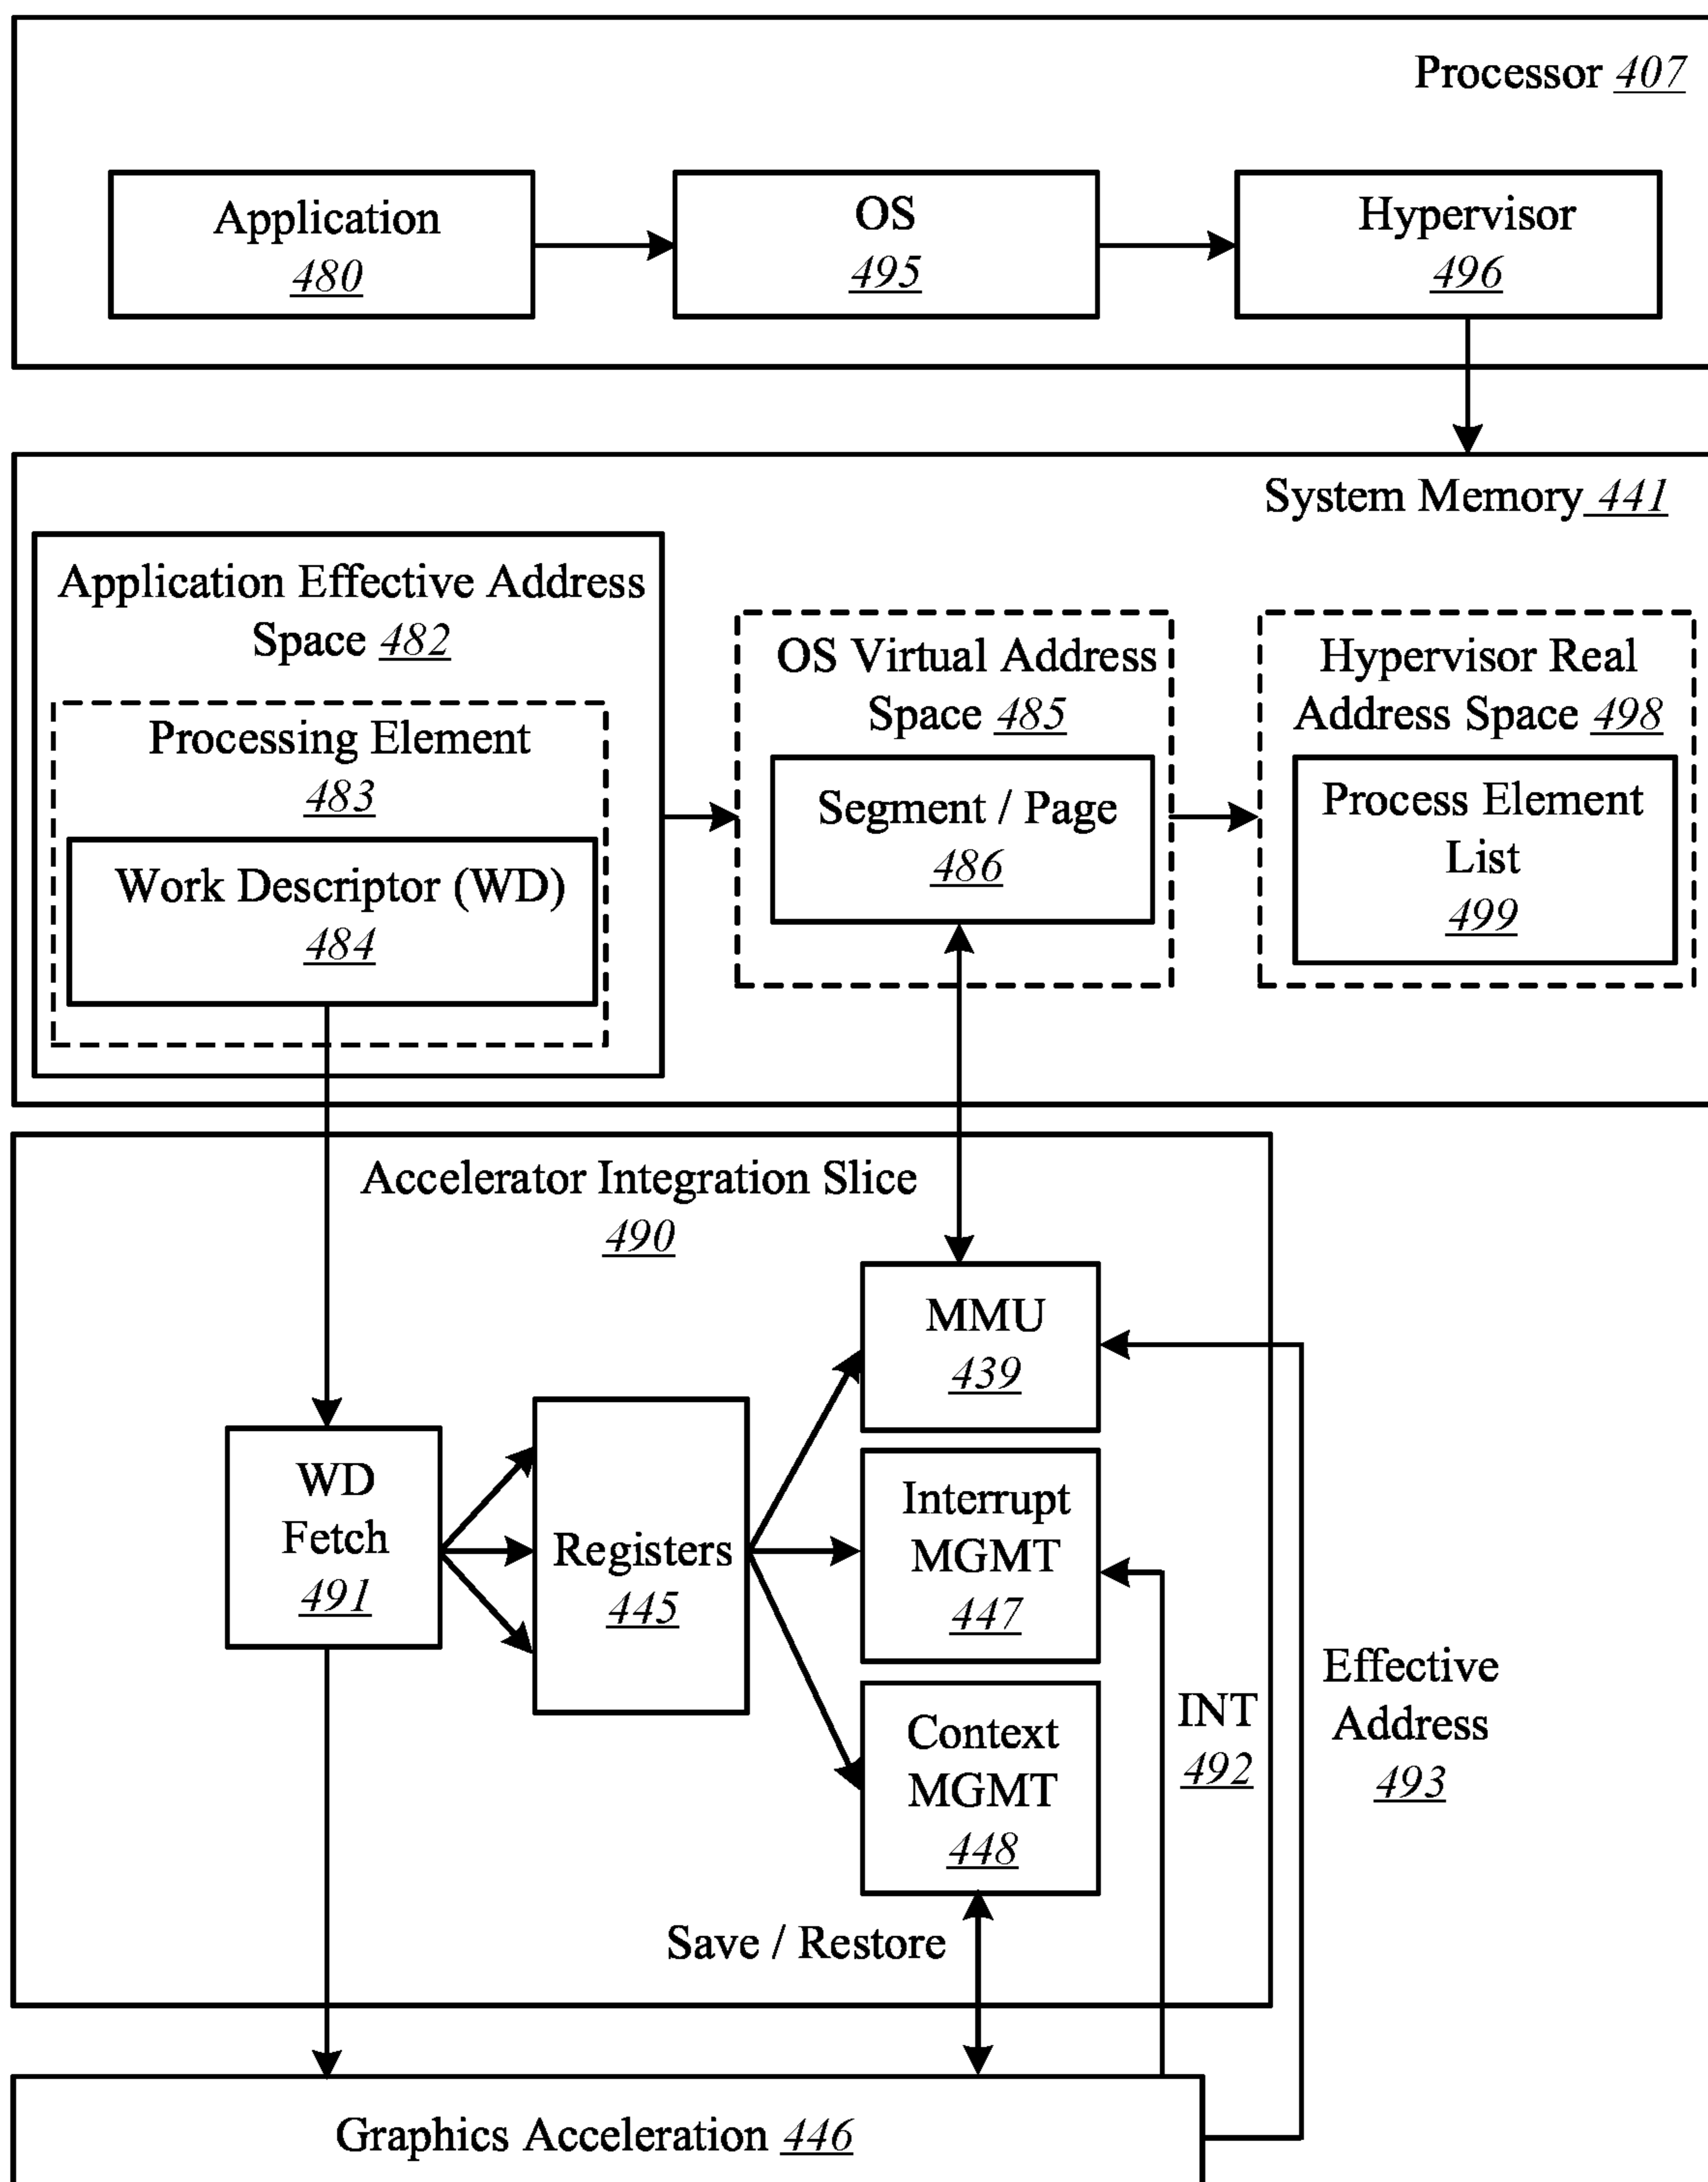 Processor 407
Application
480
OS
495
Hypervisor
496
System Memory 441
Application Effective Address
Space 482
Processing Element
483
Work Descriptor (WD)
484
OS Virtual Address
Space 485
Segment / Page
486
Hypervisor Real
Address Space 498
Process Element
List
499
Accelerator Integration Slice
490
MMU
439
WD
Fetch
491
Registers
445
Interrupt
MGMT
447
Context
MGMT
448
INT
492
Effective
Address
493
Save / Restore
Graphics Acceleration 446